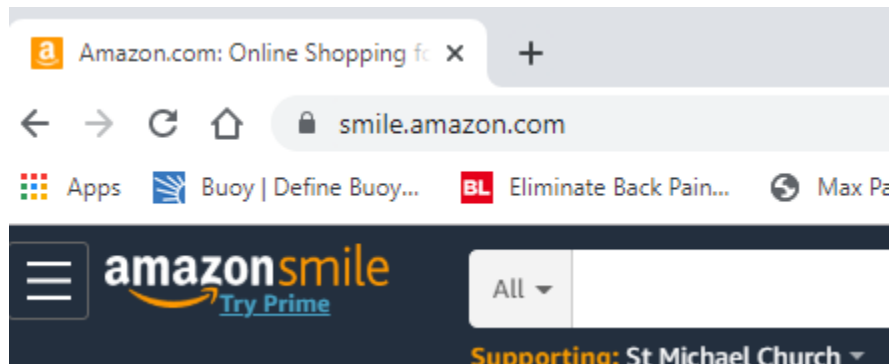 Amazon.com: Online Shopping fo
smile.amazon.com
Apps Buoy | Define Buoy... BL Eliminate Back Pain... Max Pa
amazonsmile
Try Prime
All
Supporting: St Michael Church